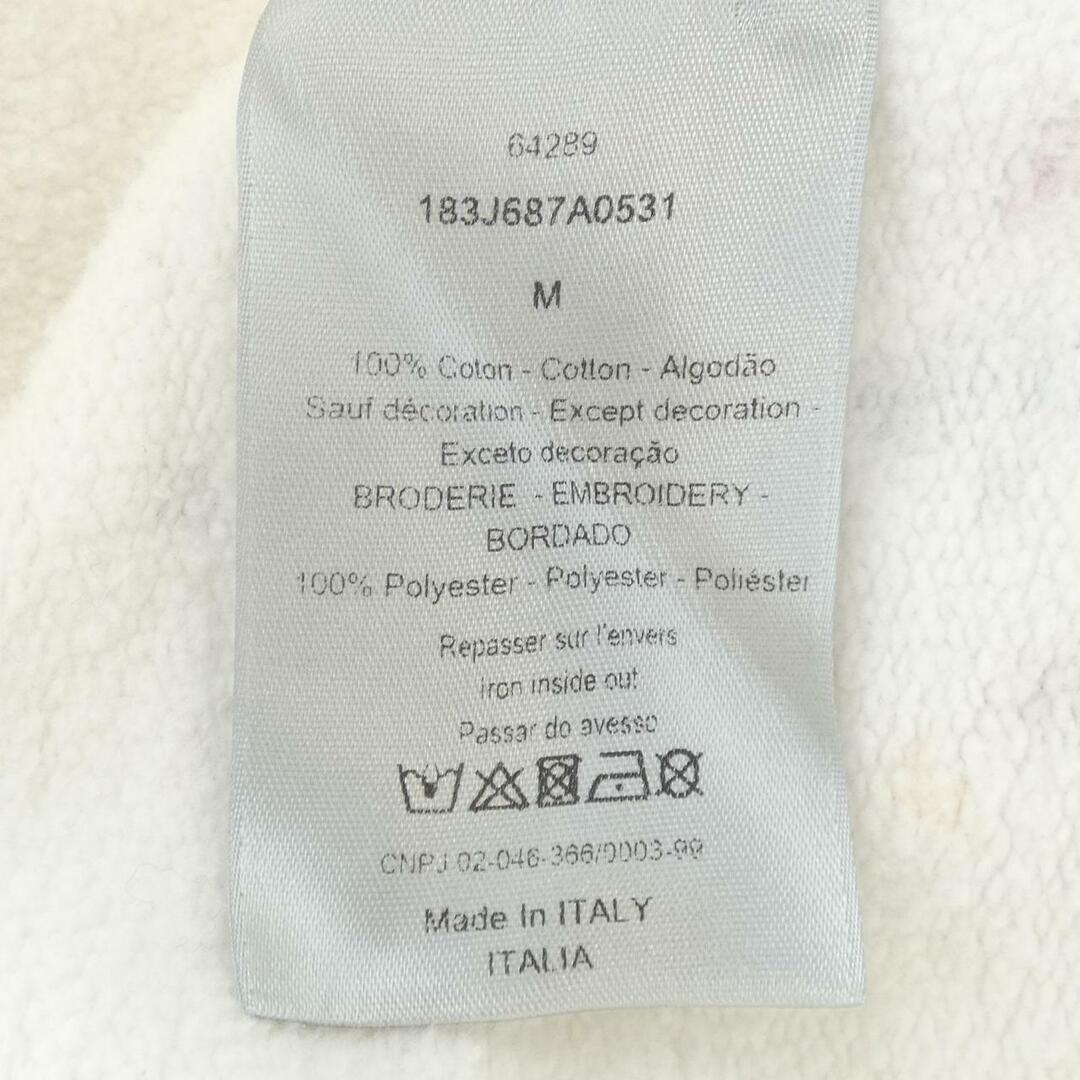 64289
183J687A0531
M
100% Coton - Cotton - Algodão
Sauf décoration - Except decoration -
Exceto decoração
BRODERIE - EMBROIDERY -
BORDADO
100% Polyester - Polyester - Poliéster
Repasser sur l'envers
Iron inside out
Passar do avesso
CNPJ 02-046-366/0003-99
Made In ITALY
ITALIA